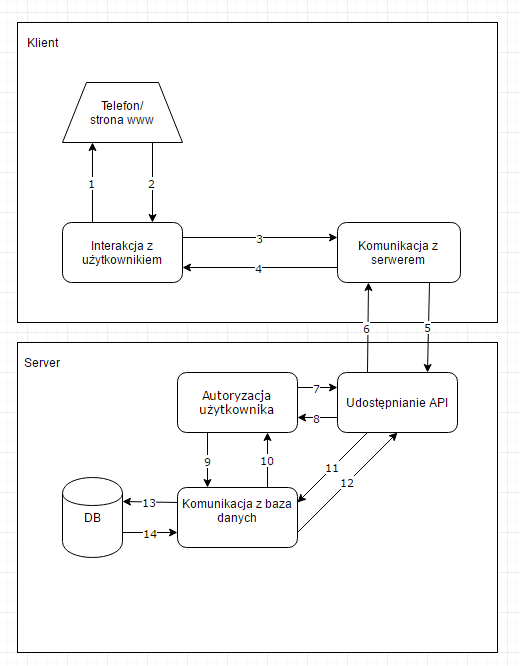 Klient
Telefon/
strona www
1
2
Interakcja z
użytkownikiem
3
4
Komunikacja z
serwerem
6
5
Server
Autoryzacja
użytkownika
7
8
Udostępnianie API
9
10
11
12
DB
13
14
Komunikacja z baza
danych